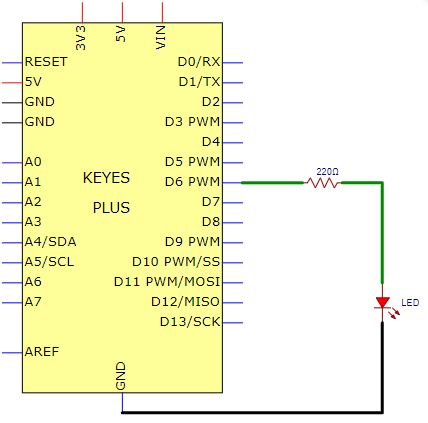 3V3
5V
VIN
RESET
5V
GND
GND
A0
A1
A2
A3
A4/SDA
A5/SCL
A6
A7
AREF
KEYES
PLUS
D0/RX
D1/TX
D2
D3 PWM
D4
D5 PWM
D6 PWM
D7
D8
D9 PWM
D10 PWM/SS
D11 PWM/MOSI
D12/MISO
D13/SCK
GND
220Ω
LED